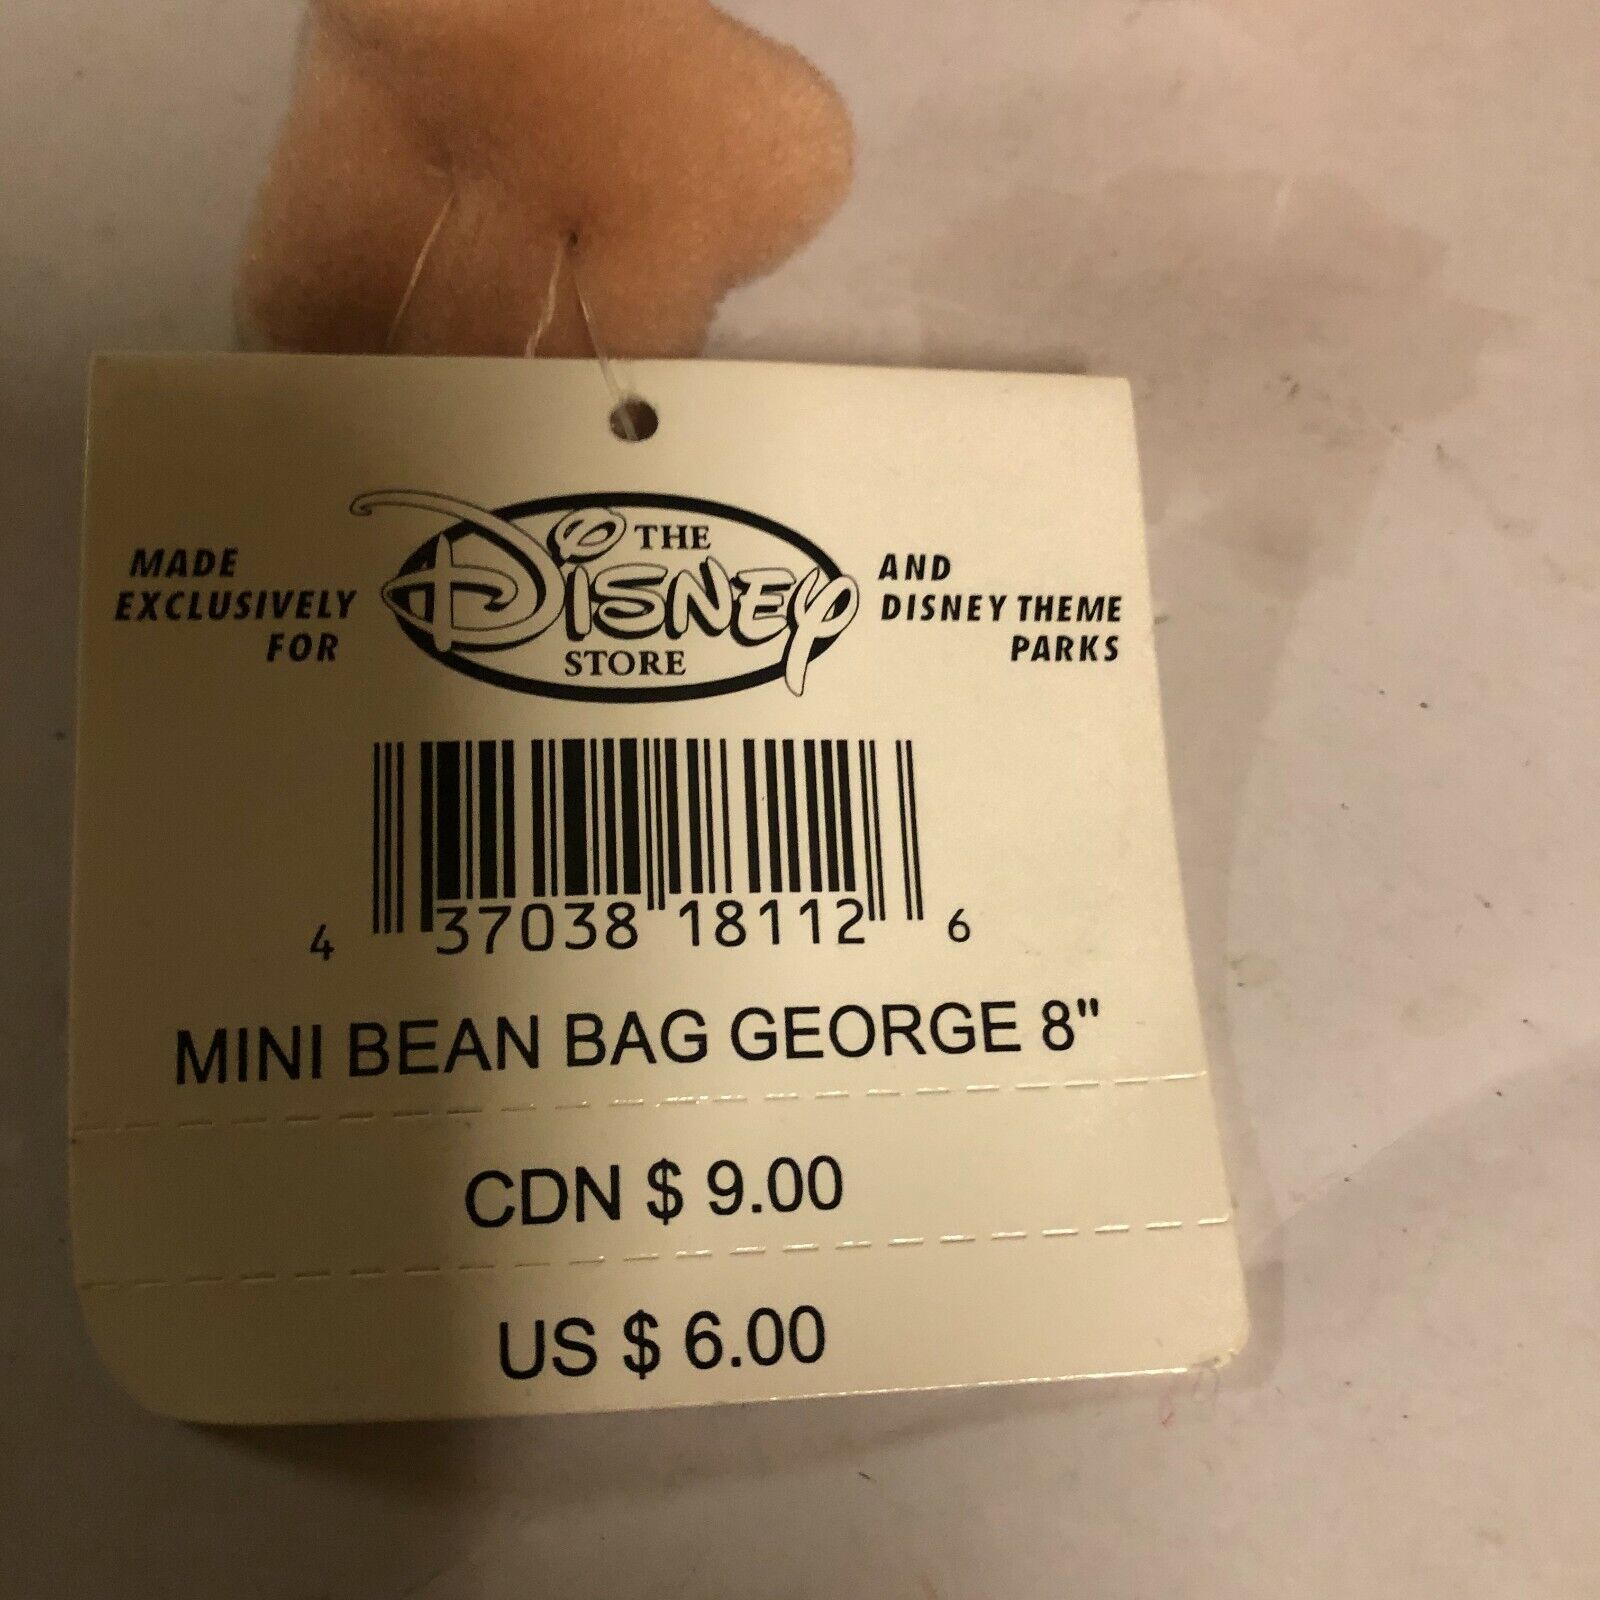 MADE
EXCLUSIVELY
FOR
THE
DISNEY
STORE
AND
DISNEY THEME
PARKS
4 37038 18112 6
MINI BEAN BAG GEORGE 8"
CDN $ 9.00
US $ 6.00